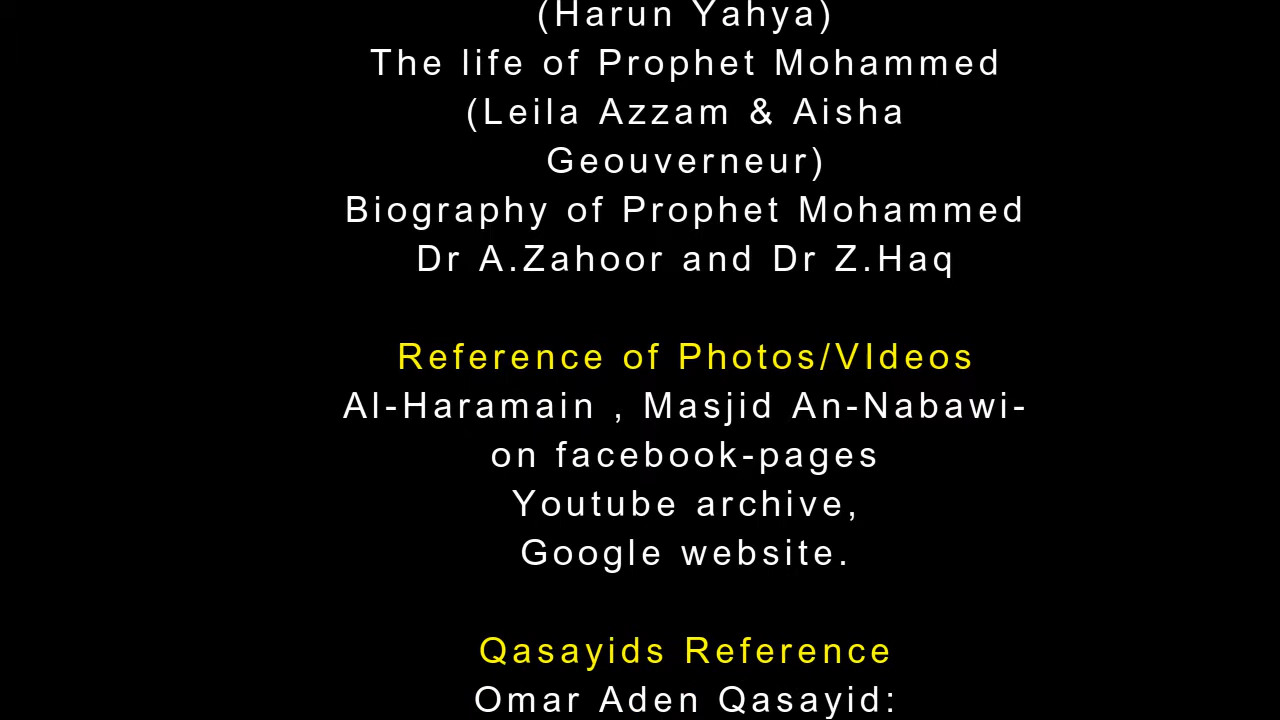 (Harun Yahya)
The life of Prophet Mohammed
(Leila Azzam & Aisha
Geouverneur)
Biography of Prophet Mohammed
Dr A.Zahoor and Dr Z.Haq
Reference of Photos/VIdeos
Al-Haramain , Masjid An-Nabawi-
on facebook-pages
Youtube archive,
Google website.
Qasayids Reference
Omar Aden Qasayid: